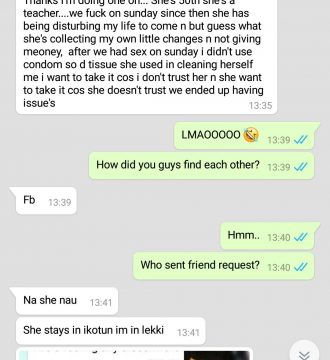 Thanks I'm doing one on... She's 50th she's a
teacher....we fuck on sunday since then she has
being disturbing my life to come n but guess what
she's collecting my own little changes n not giving
meoney, after we had sex on sunday i didn't use
condom so d tissue she used in cleaning herself
me i want to take it cos i don't trust her n she want
to take it cos she doesn't trust we ended up having
issue's
13:35
LMAOOOOO 13:39
How did you guys find each other? 13:39
Fb 13:39
Hmm.. 13:40
Who sent friend request? 13:40
Na she nau 13:41
She stays in ikotun im in lekki 13:41